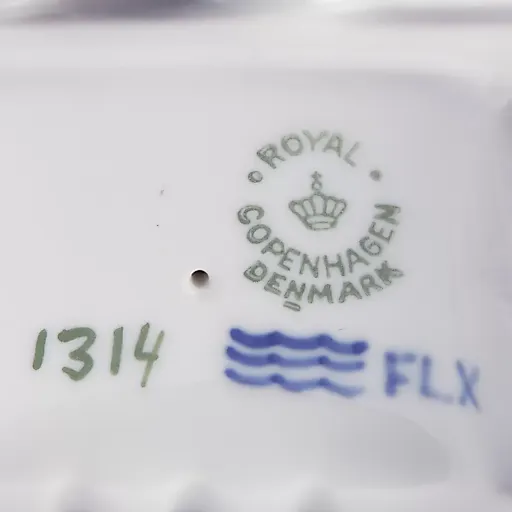 ROYAL
COPENHAGEN
DENMARK
1314
FLX